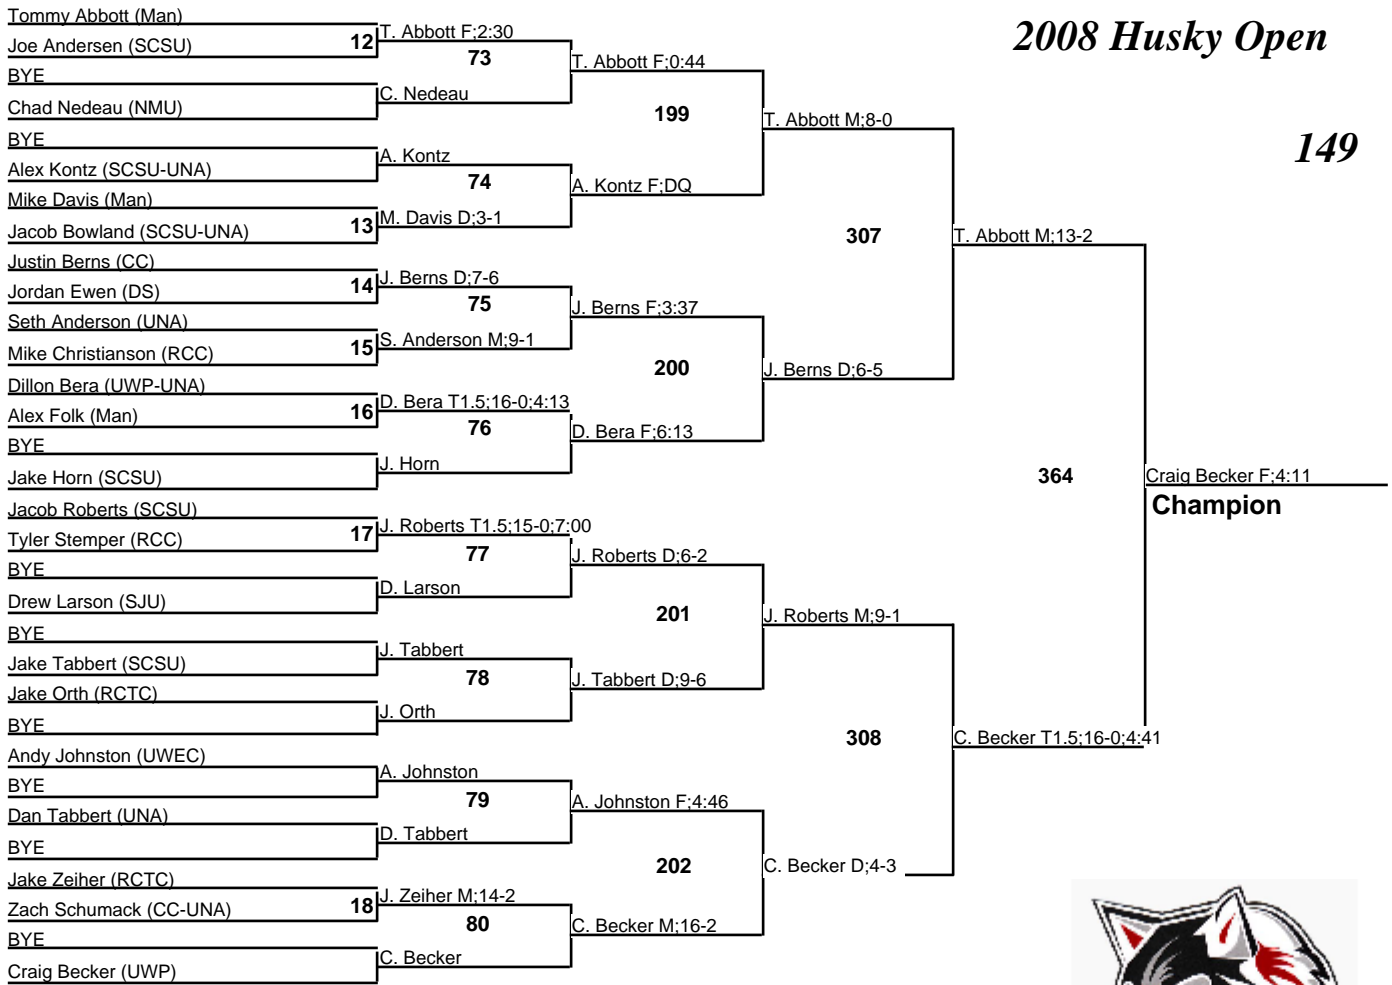 2008 Husky Open
149
Tommy Abbott (Man)
Joe Andersen (SCSU)
BYE
Chad Nedeau (NMU)
BYE
Alex Kontz (SCSU-UNA)
Mike Davis (Man)
Jacob Bowland (SCSU-UNA)
Justin Berns (CC)
Jordan Ewen (DS)
Seth Anderson (UNA)
Mike Christianson (RCC)
Dillon Bera (UWP-UNA)
Alex Folk (Man)
BYE
Jake Horn (SCSU)
Jacob Roberts (SCSU)
Tyler Stemper (RCC)
BYE
Drew Larson (SJU)
BYE
Jake Tabbert (SCSU)
Jake Orth (RCTC)
BYE
Andy Johnston (UWEC)
BYE
Dan Tabbert (UNA)
BYE
Jake Zeiher (RCTC)
Zach Schumack (CC-UNA)
BYE
Craig Becker (UWP)
12
13
14
15
16
17
18
T. Abbott F;2:30
73
C. Nedeau
A. Kontz
74
M. Davis D;3-1
J. Berns D;7-6
75
S. Anderson M;9-1
D. Bera T1.5;16-0;4:13
76
J. Horn
J. Roberts T1.5;15-0;7:00
77
D. Larson
J. Tabbert
78
J. Orth
A. Johnston
79
D. Tabbert
J. Zeiher M;14-2
80
C. Becker
T. Abbott F;0:44
199
A. Kontz F;DQ
J. Berns F;3:37
200
D. Bera F;6:13
J. Roberts D;6-2
201
J. Tabbert D;9-6
A. Johnston F;4:46
202
C. Becker M;16-2
T. Abbott M;8-0
307
J. Berns D;6-5
J. Roberts M;9-1
308
C. Becker D;4-3
T. Abbott M;13-2
364
C. Becker T1.5;16-0;4:41
Craig Becker F;4:11
Champion